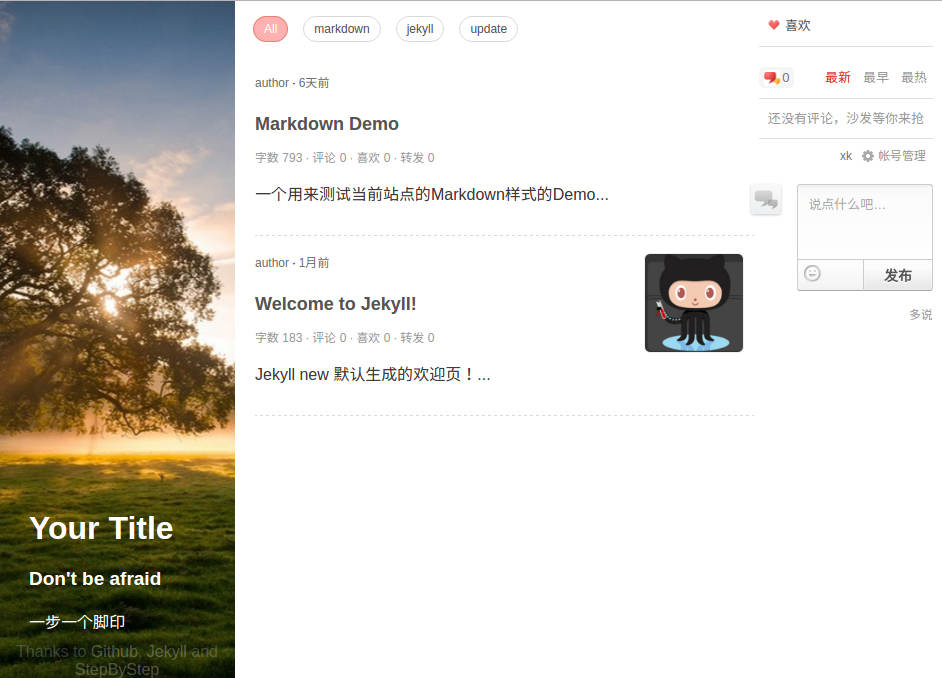 All markdown jekyll update
author · 6天前
Markdown Demo
字数 793 · 评论 0 · 喜欢 0 · 转发 0
一个用来测试当前站点的Markdown样式的Demo...
author · 1月前
Welcome to Jekyll!
字数 183 · 评论 0 · 喜欢 0 · 转发 0
Jekyll new 默认生成的欢迎页！...
喜欢
0 最新 最早 最热
还没有评论，沙发等你来抢
xk 帐号管理
说点什么吧…
发布
多说
Your Title
Don't be afraid
一步一个脚印
Thanks to Github, Jekyll and
StepByStep